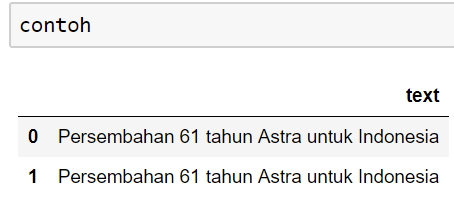 contoh
text
0 Persembahan 61 tahun Astra untuk Indonesia
1 Persembahan 61 tahun Astra untuk Indonesia